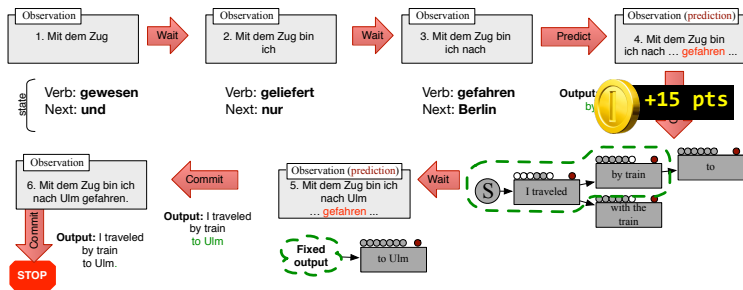 Observation
1. Mit dem Zug
Wait
Observation
2. Mit dem Zug bin
ich
Wait
Observation
3. Mit dem Zug bin
ich nach
Predict
Observation (prediction)
4. Mit dem Zug bin
ich nach ... gefahren ...
state
Verb: gewesen
Next: und
Verb: geliefert
Next: nur
Verb: gefahren
Next: Berlin
Output:
by
+15 pts
S
I traveled
by train
to
with the
train
Wait
Observation (prediction)
5. Mit dem Zug bin ich
nach Ulm
... gefahren ...
Fixed
output
to Ulm
Commit
Output: I traveled
by train
to Ulm
Observation
6. Mit dem Zug bin ich
nach Ulm gefahren.
Commit
Output: I traveled
by train
to Ulm.
STOP